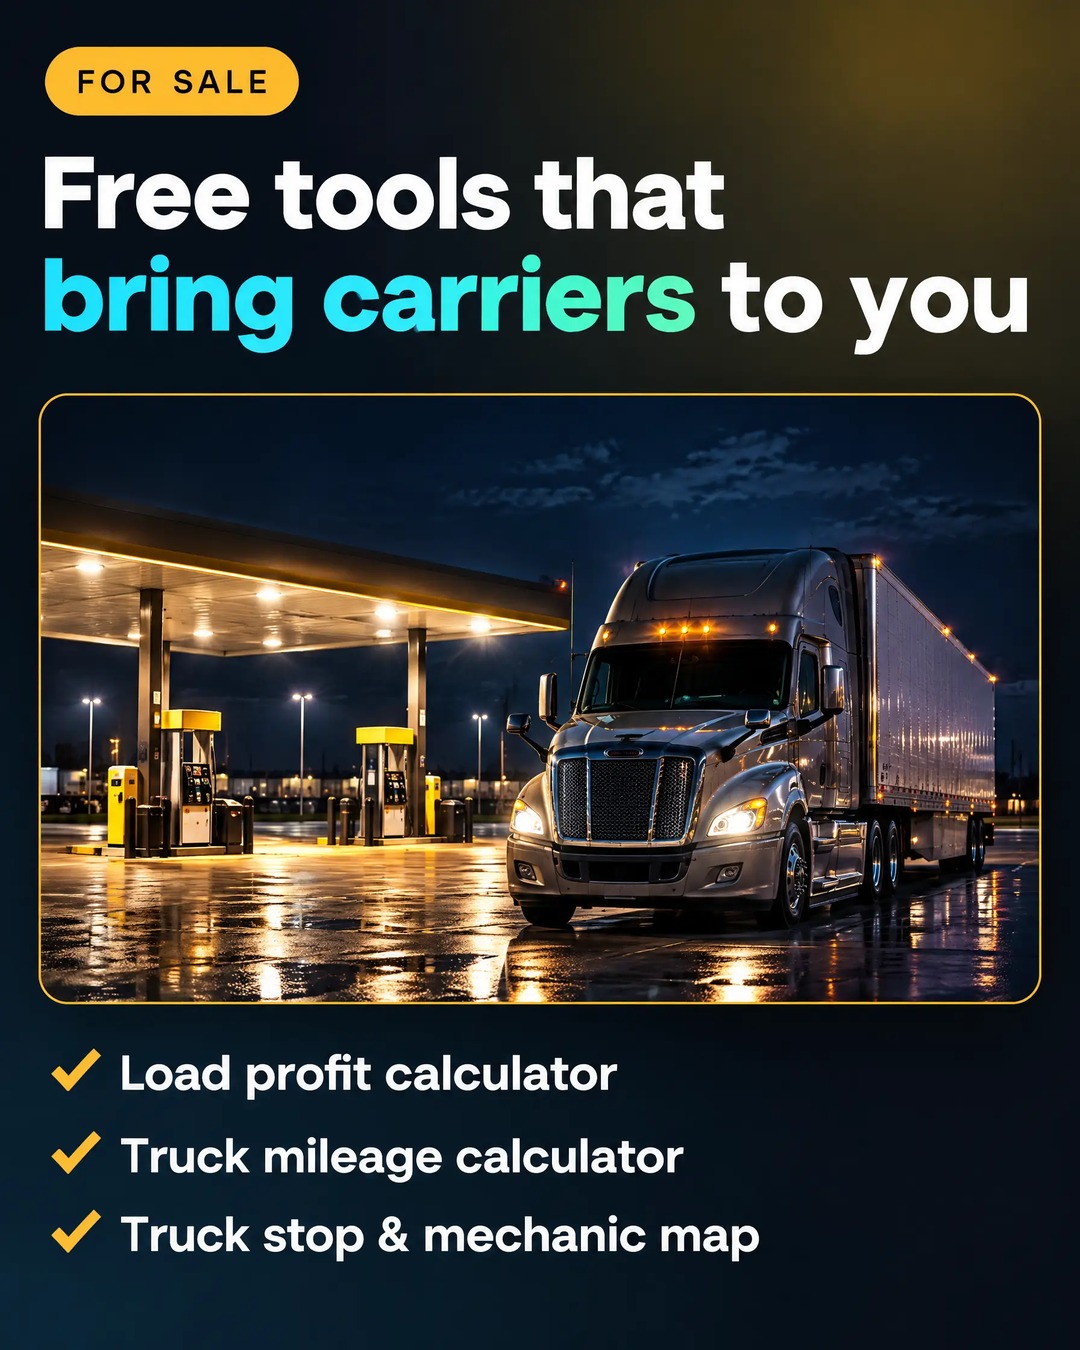 FOR SALE
Free tools that
bring carriers to you
Load profit calculator
Truck mileage calculator
Truck stop & mechanic map